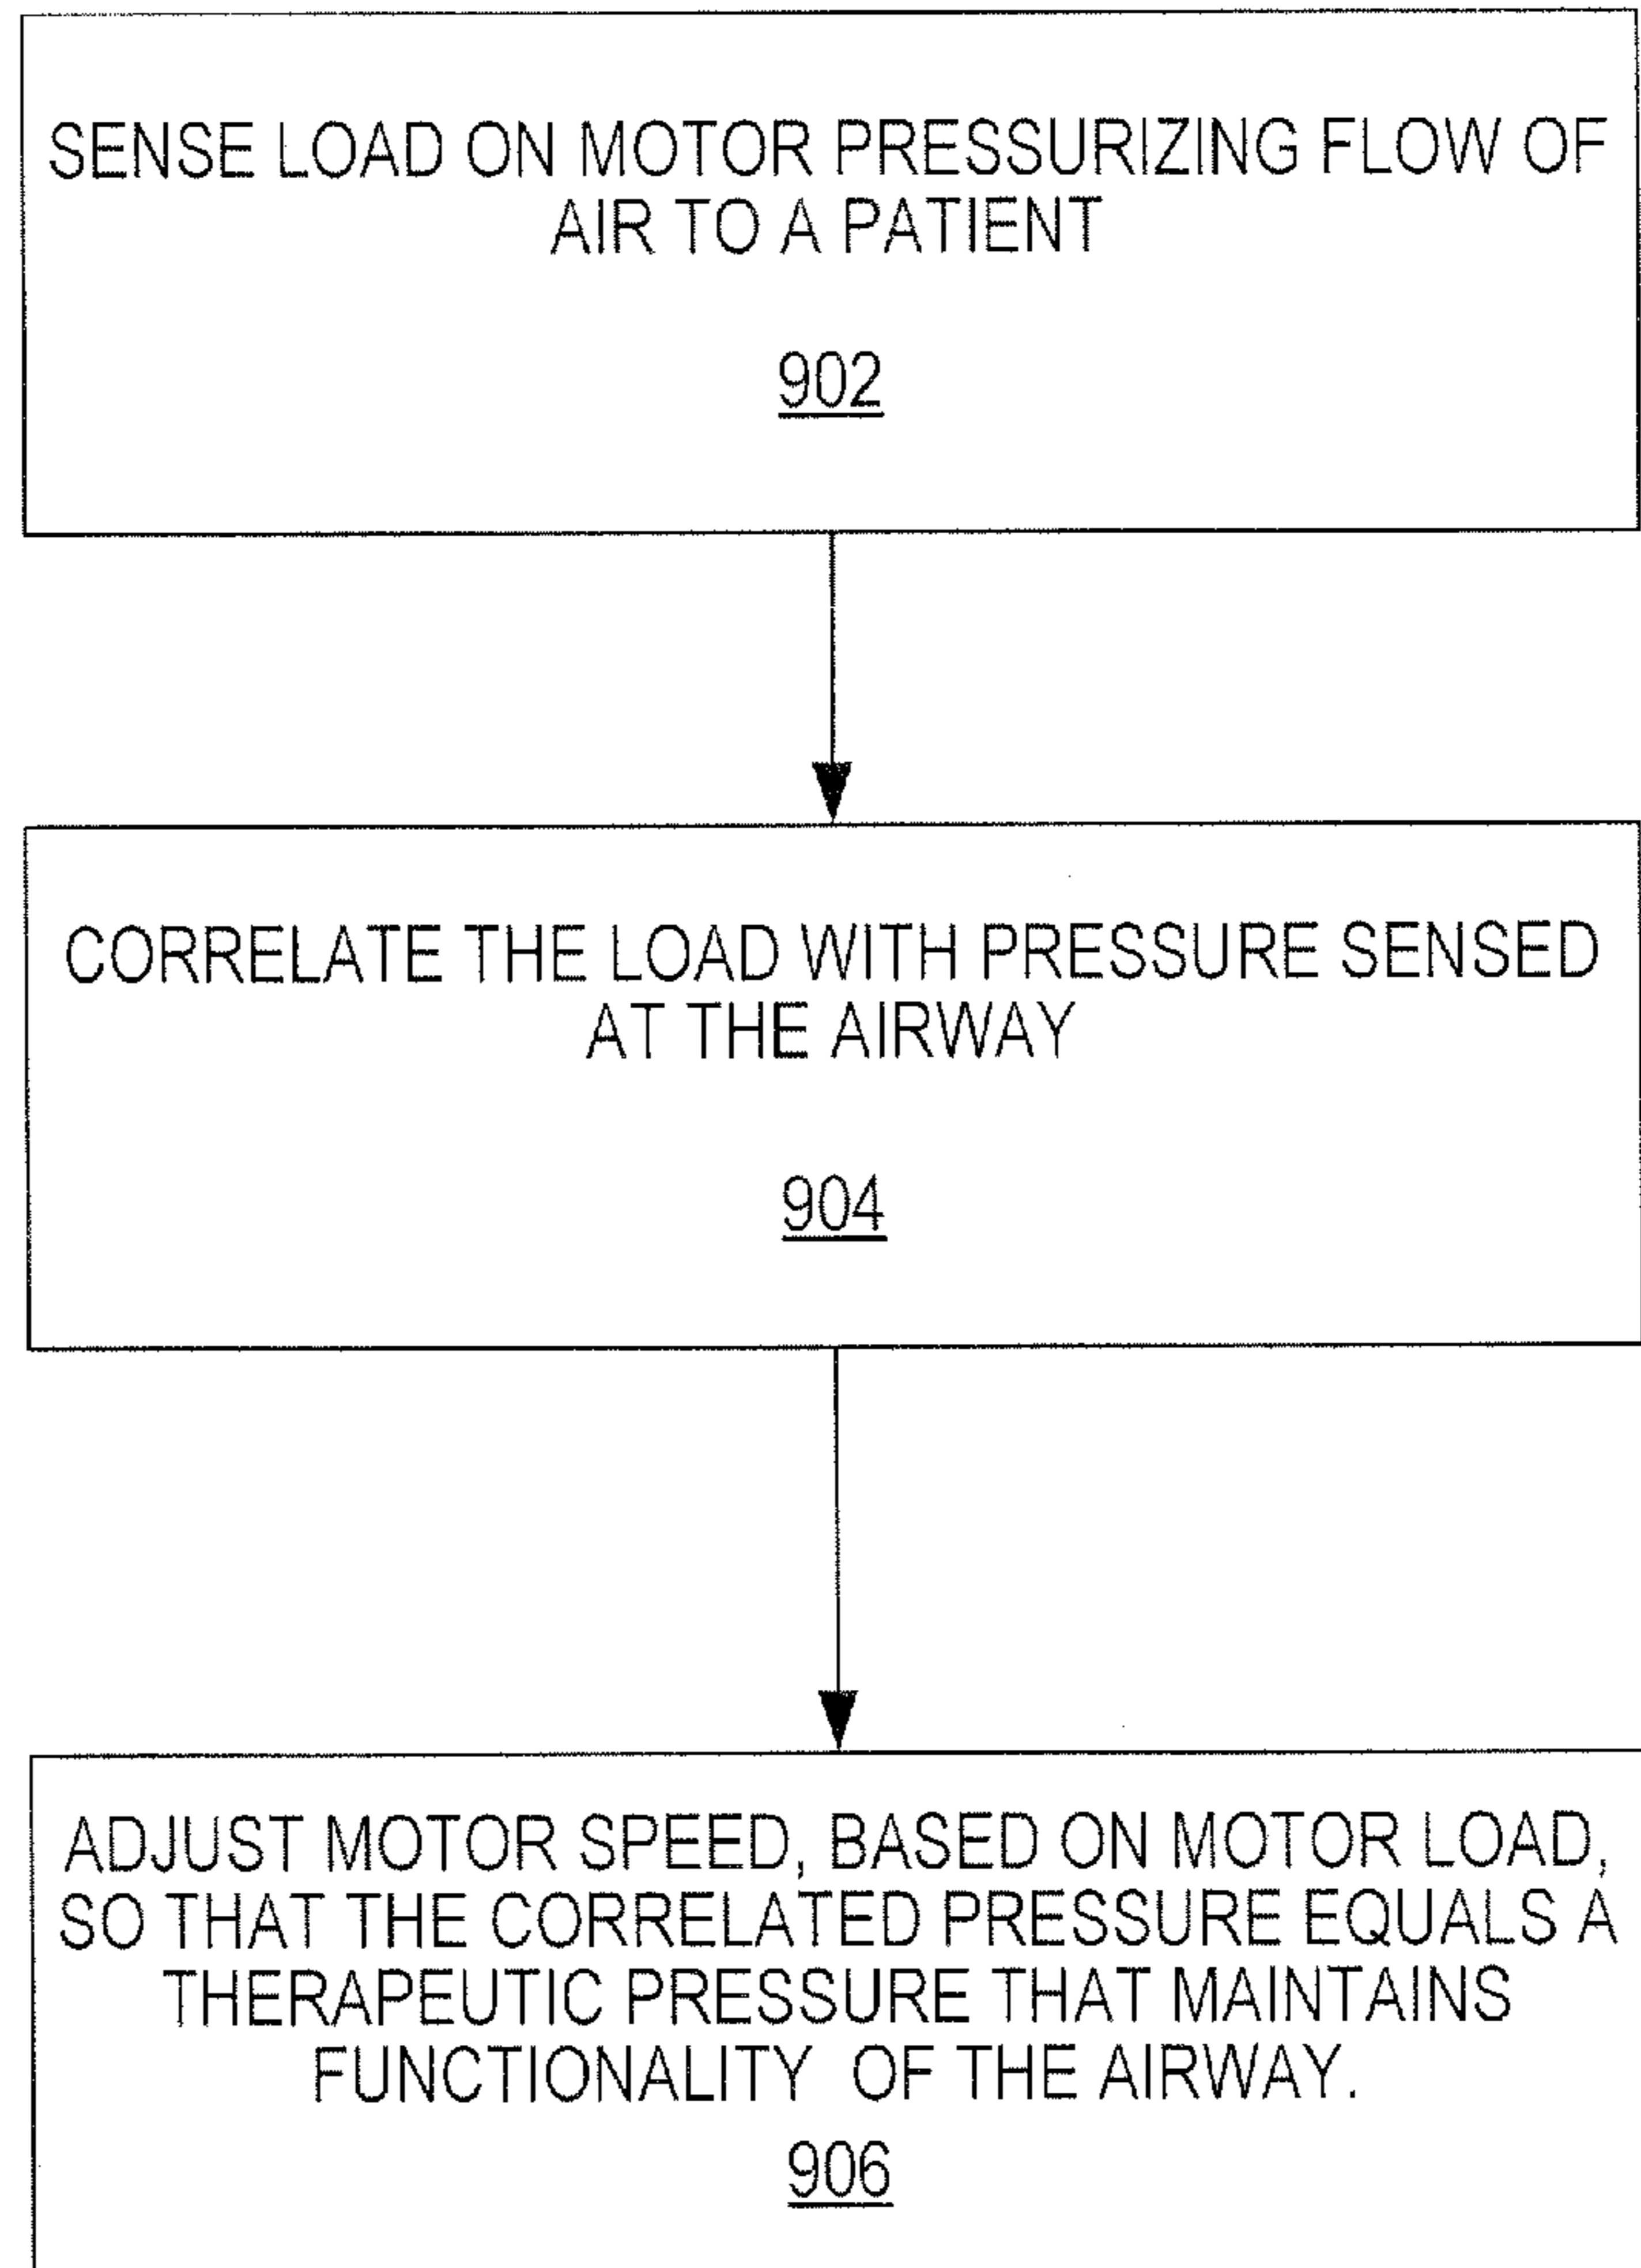 SENSE LOAD ON MOTOR PRESSURIZING FLOW OF
AIR TO A PATIENT
902
CORRELATE THE LOAD WITH PRESSURE SENSED
AT THE AIRWAY
904
ADJUST MOTOR SPEED, BASED ON MOTOR LOAD,
SO THAT THE CORRELATED PRESSURE EQUALS A
THERAPEUTIC PRESSURE THAT MAINTAINS
FUNCTIONALITY OF THE AIRWAY.
906